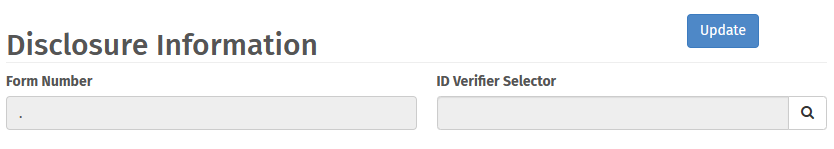 Update
Disclosure Information
Form Number
ID Verifier Selector
.